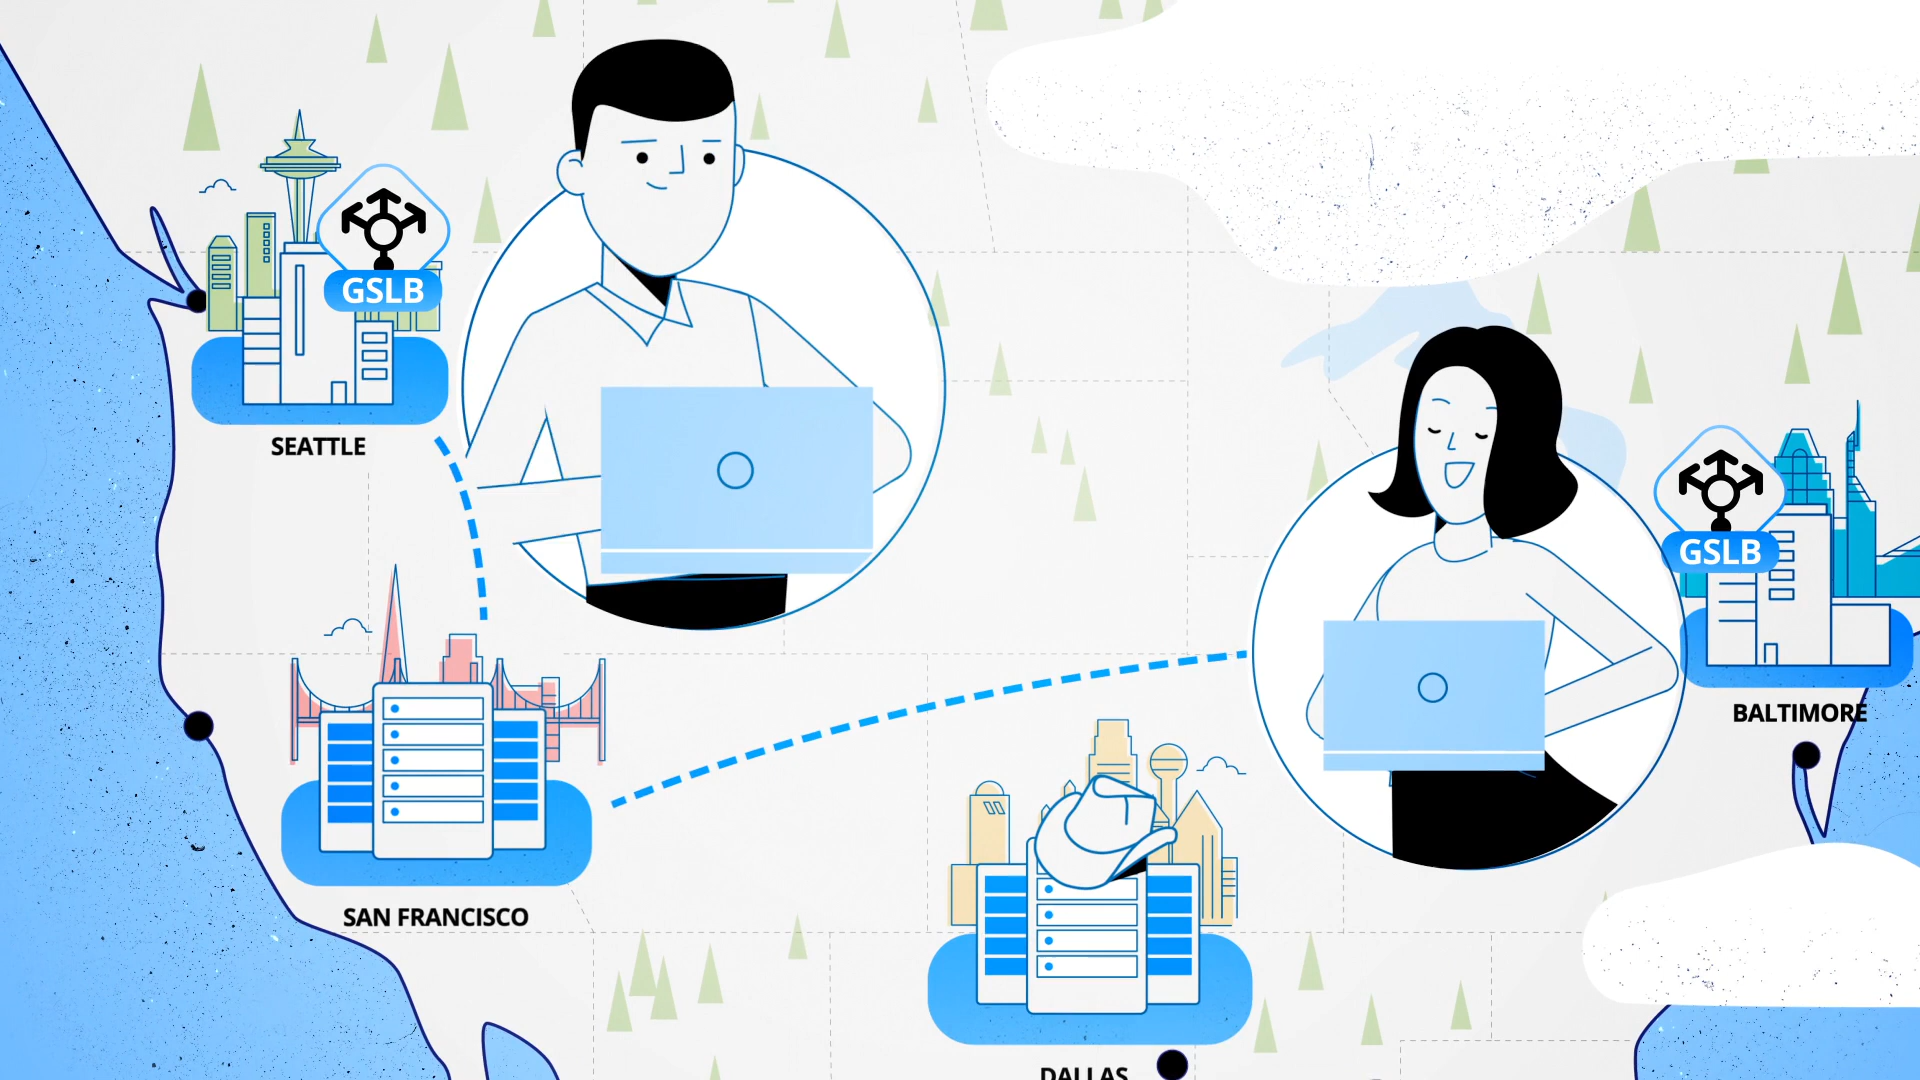 GSLB
SEATTLE
GSLB
BALTIMORE
SAN FRANCISCO
DALLAS